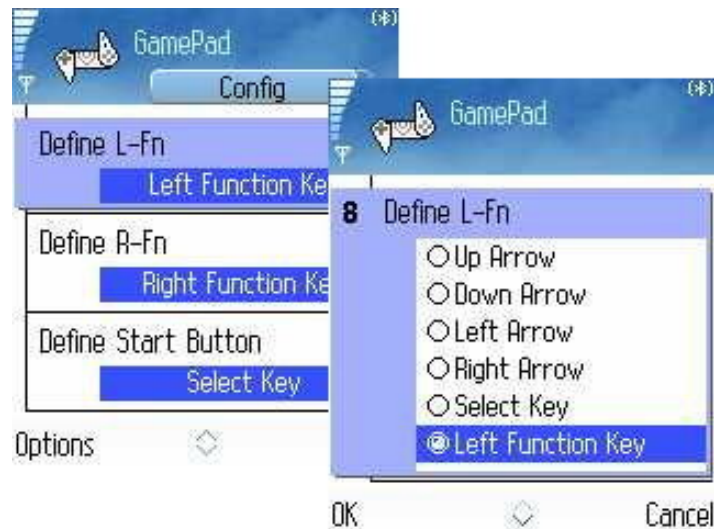 GamePad
Config
Define L-Fn
Left Function Ke
Define R-Fn
Right Function Ke
Define Start Button
Select Key
Options
GamePad
8 Define L-Fn
Up Arrow
Down Arrow
Left Arrow
Right Arrow
Select Key
Left Function Key
OK
Cancel